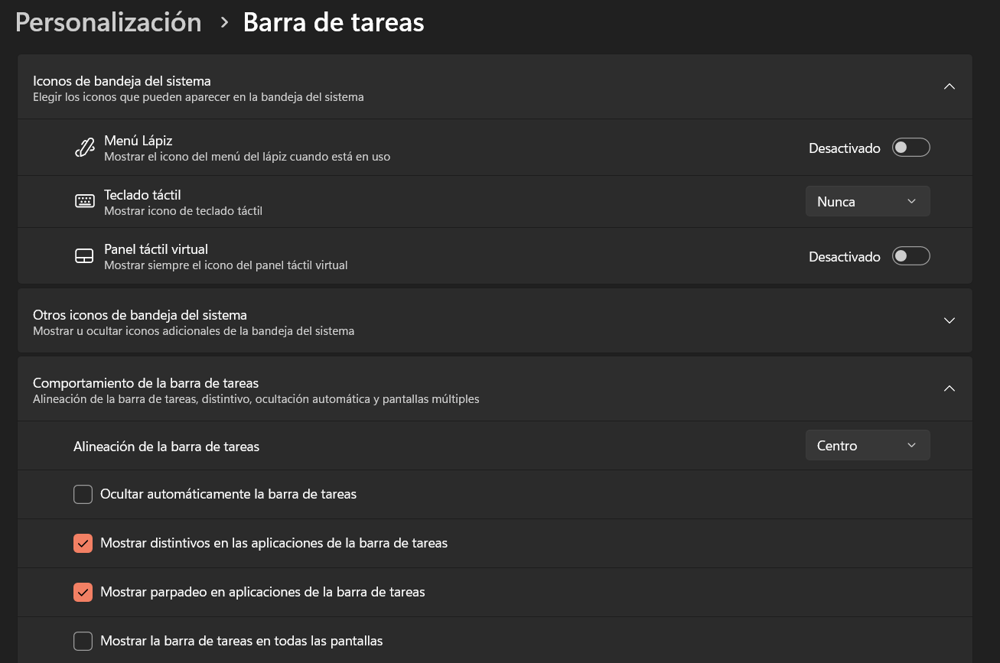 Personalización > Barra de tareas
Iconos de bandeja del sistema
Elegir los iconos que pueden aparecer en la bandeja del sistema
Menú Lápiz
Mostrar el icono del menú del lápiz cuando está en uso
Desactivado
Teclado táctil
Mostrar icono de teclado táctil
Nunca
Panel táctil virtual
Mostrar siempre el icono del panel táctil virtual
Desactivado
Otros iconos de bandeja del sistema
Mostrar u ocultar iconos adicionales de la bandeja del sistema
Comportamiento de la barra de tareas
Alineación de la barra de tareas, distintivo, ocultación automática y pantallas múltiples
Alineación de la barra de tareas
Centro
Ocultar automáticamente la barra de tareas
Mostrar distintivos en las aplicaciones de la barra de tareas
Mostrar parpadeo en aplicaciones de la barra de tareas
Mostrar la barra de tareas en todas las pantallas